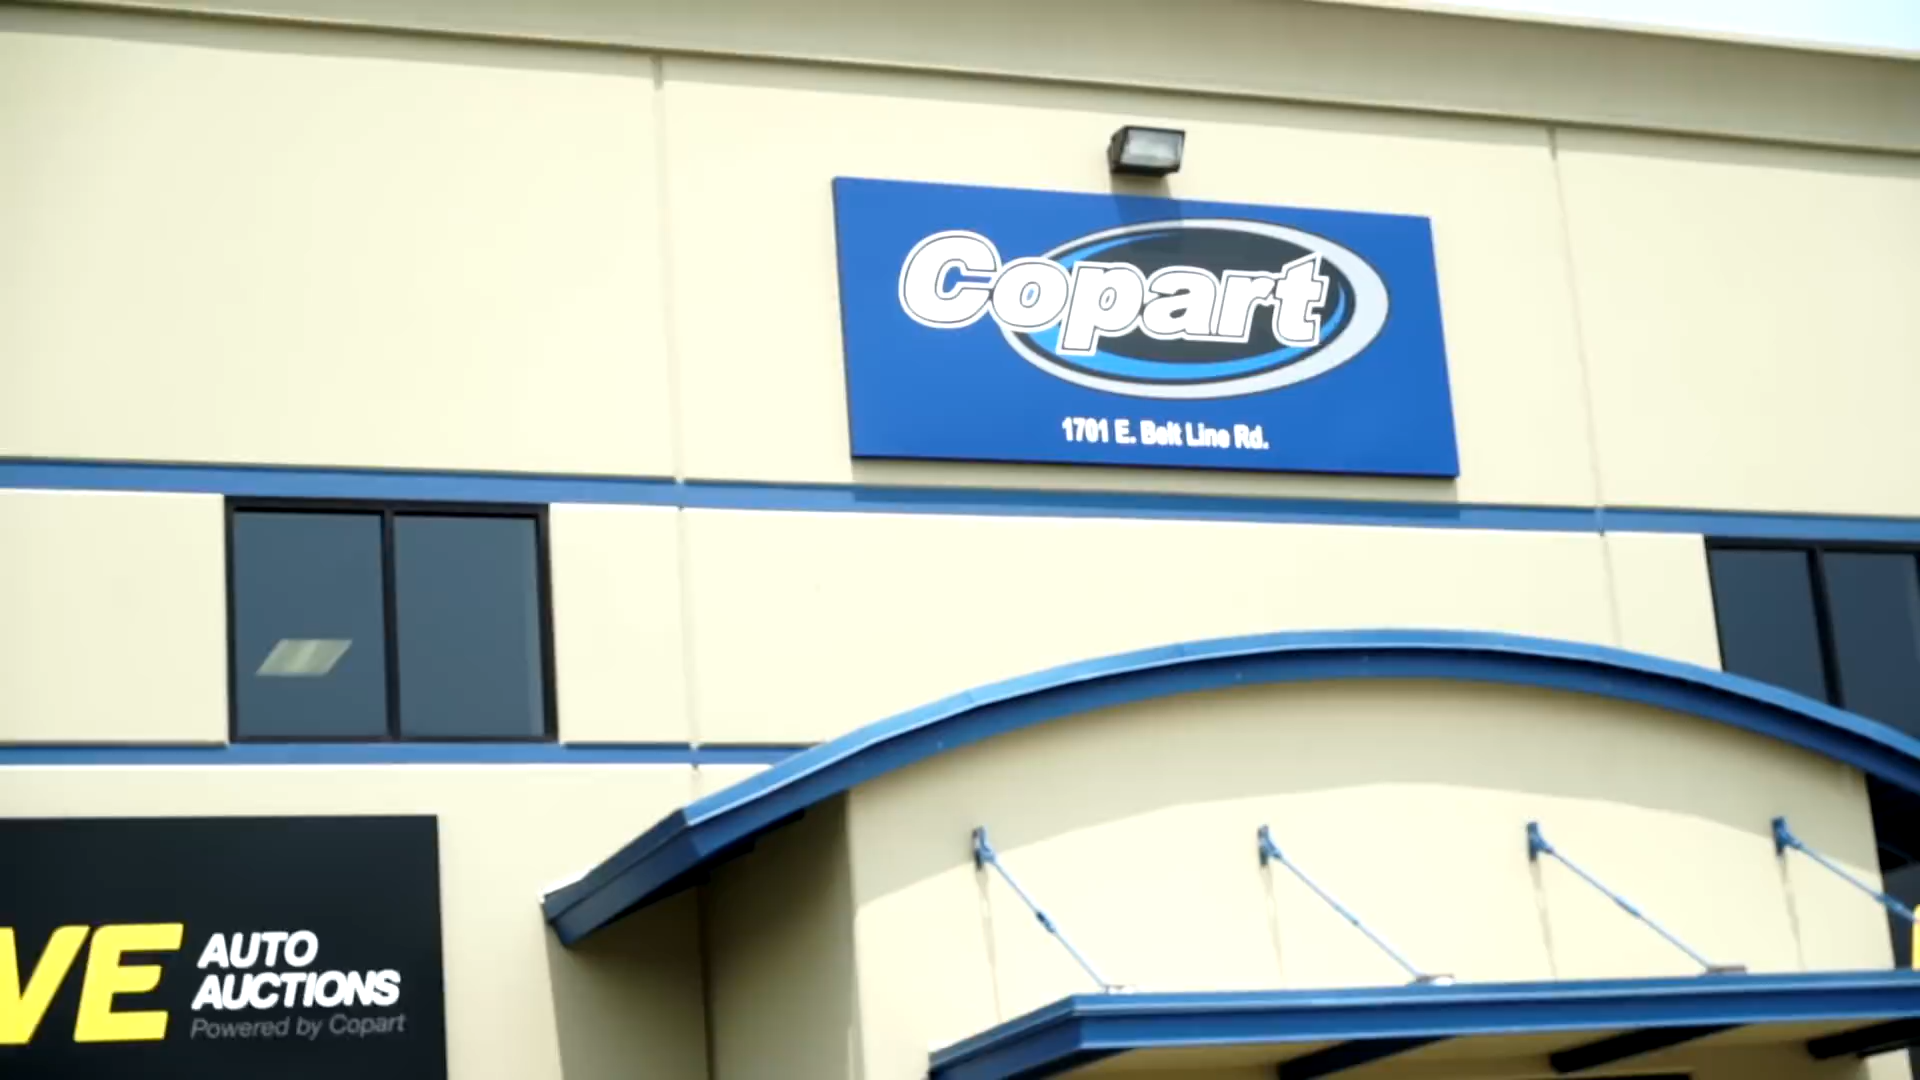 Copart
1701 E. Belt Line Rd.
VE
AUTO
AUCTIONS
Powered by Copart